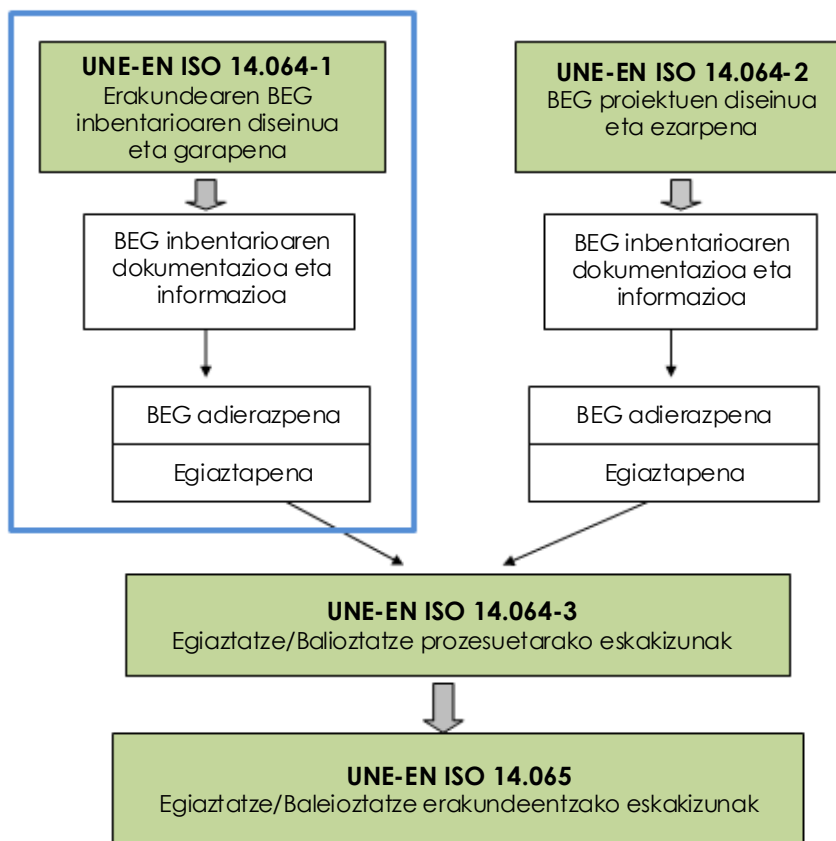 UNE-EN ISO 14.064-1
Erakundearen BEG
inbentarioaren diseinua
eta garapena
BEG inbentarioaren
dokumentazioa eta
informazioa
BEG adierazpena
Egiaztapena
UNE-EN ISO 14.064-2
BEG proiektuen diseinua
eta ezarpena
BEG inbentarioaren
dokumentazioa eta
informazioa
BEG adierazpena
Egiaztapena
UNE-EN ISO 14.064-3
Egiaztatze/Balioztatze prozesuetarako eskakizunak
UNE-EN ISO 14.065
Egiaztatze/Baleioztatze erakundeentzako eskakizunak